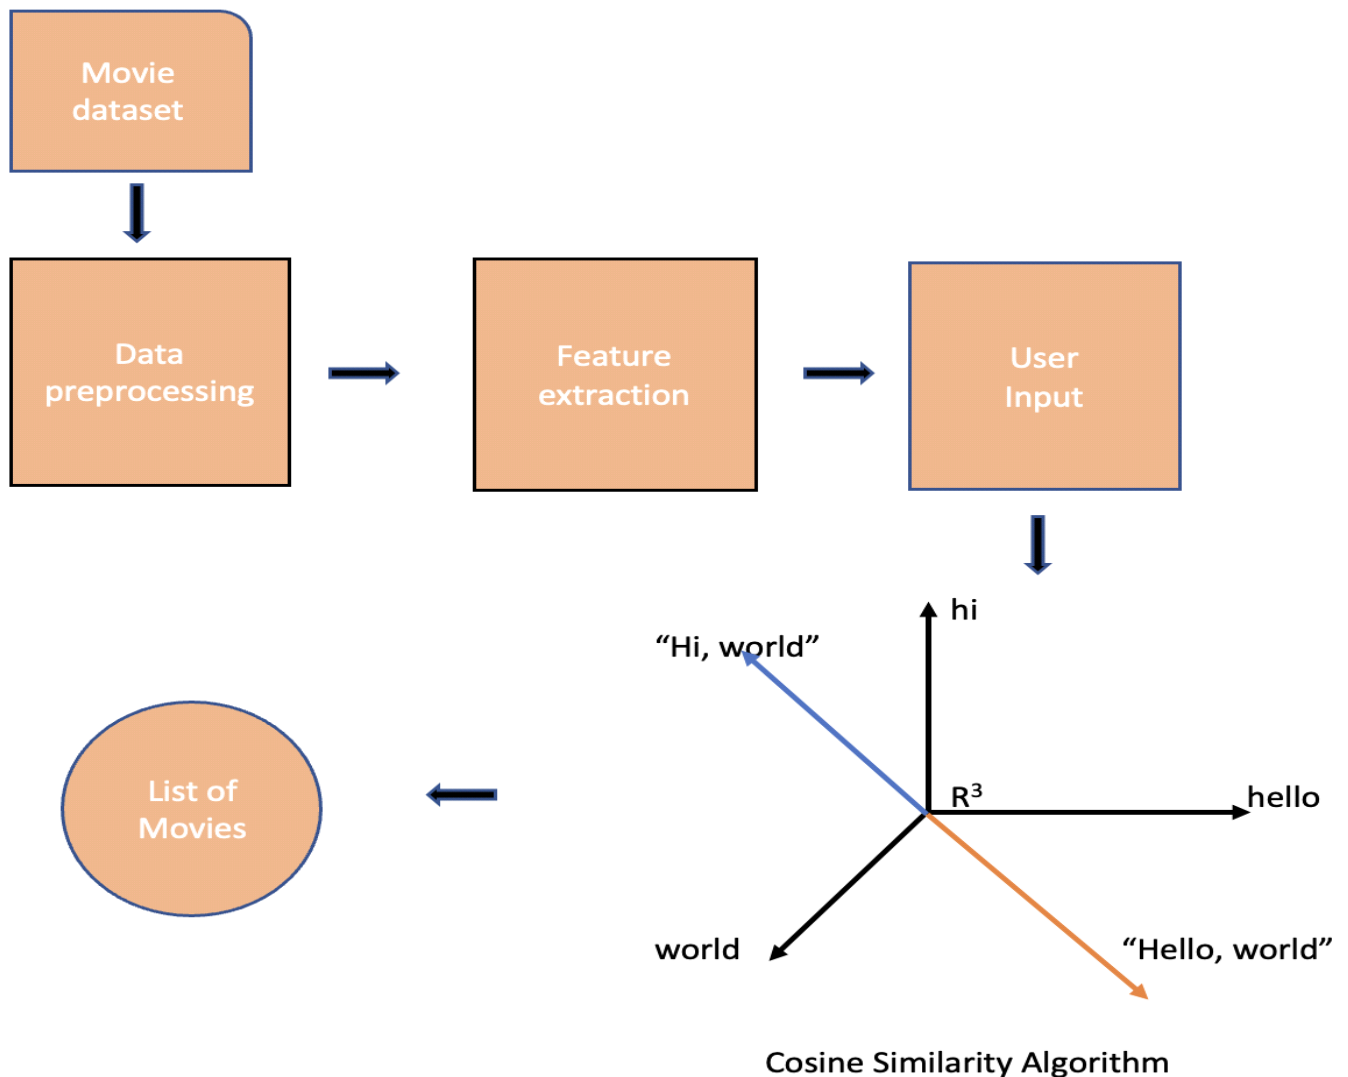 Movie
dataset
Data
preprocessing
Feature
extraction
User
Input
hi
“Hi, world”
R³
hello
List of
Movies
world
“Hello, world”
Cosine Similarity Algorithm